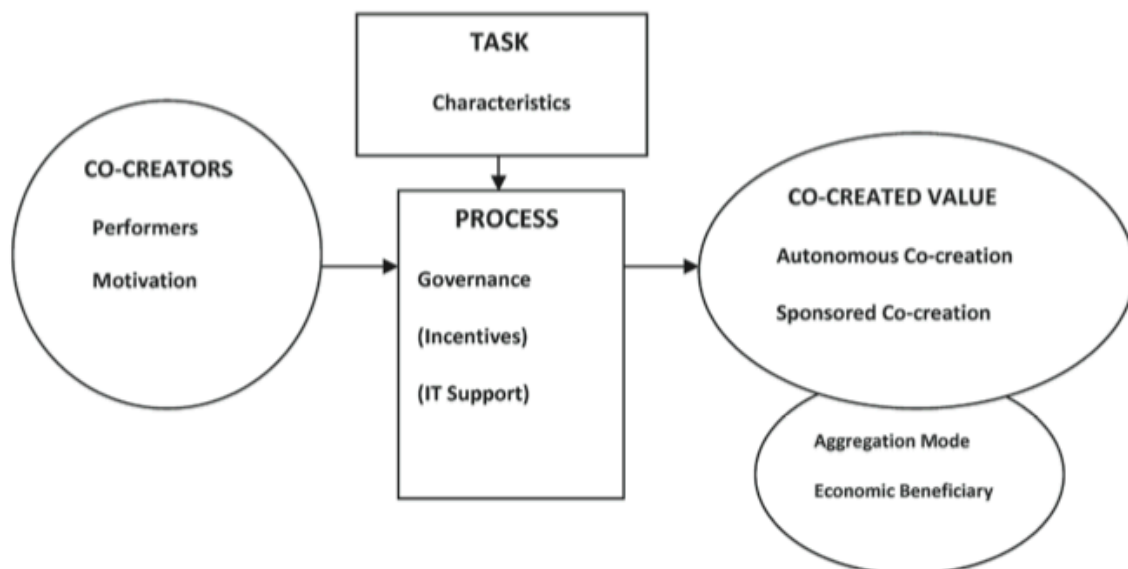 TASK
Characteristics
CO-CREATORS
Performers
Motivation
PROCESS
Governance
(Incentives)
(IT Support)
CO-CREATED VALUE
Autonomous Co-creation
Sponsored Co-creation
Aggregation Mode
Economic Beneficiary